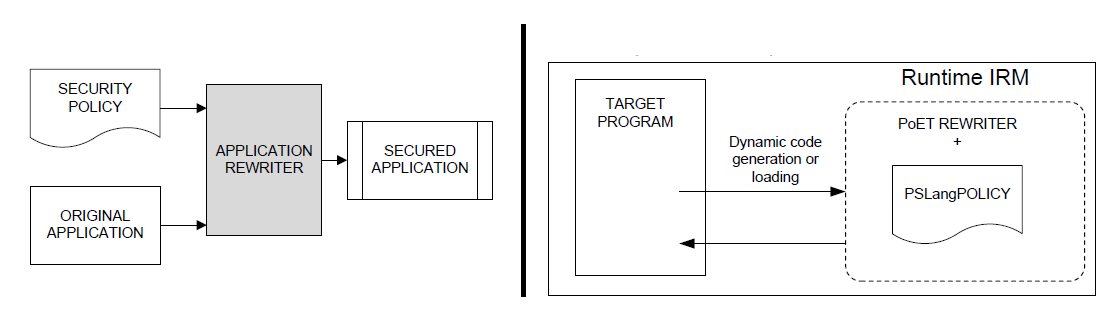 SECURITY
POLICY
ORIGINAL
APPLICATION
APPLICATION
REWRITER
SECURED
APPLICATION
Runtime IRM
TARGET
PROGRAM
Dynamic code
generation or
loading
PoET REWRITER
+
PSLangPOLICY